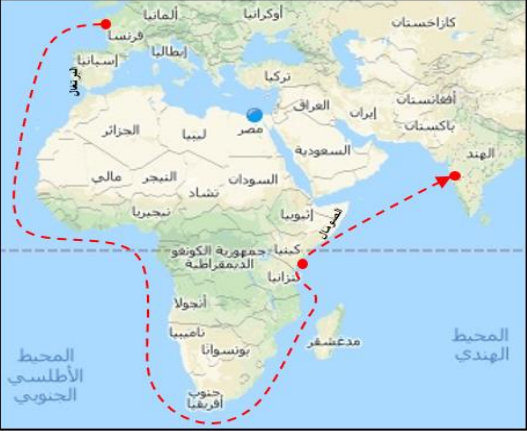 ألمانيا
أوكرانيا
كازاخستان
فرنسا
إيطاليا
إسبانيا
البرتغال
تركيا
العراق
إيران
أفغانستان
باكستان
الهند
مصر
ليبيا
الجزائر
السعودية
مالي
النيجر
تشاد
السودان
نيجيريا
إثيوبيا
الصومال
كينيا
جمهورية الكونغو
الديمقراطية
تنزانيا
أنجولا
مدغشقر
ناميبيا
بوتسوانا
جنوب
أفريقيا
المحيط
الهندي
المحيط
الأطلسي
الجنوبي